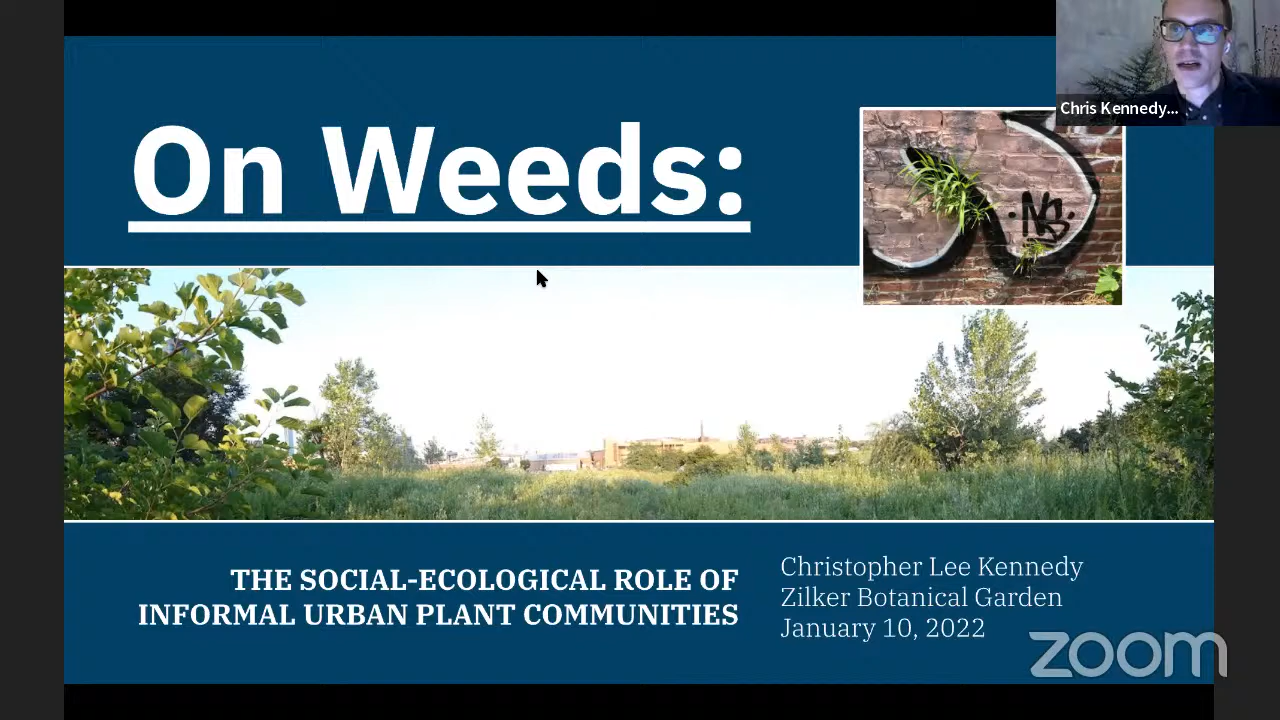 On Weeds:
Chris Kennedy...
NS
THE SOCIAL-ECOLOGICAL ROLE OF
INFORMAL URBAN PLANT COMMUNITIES
Christopher Lee Kennedy
Zilker Botanical Garden
January 10, 2022
zoom